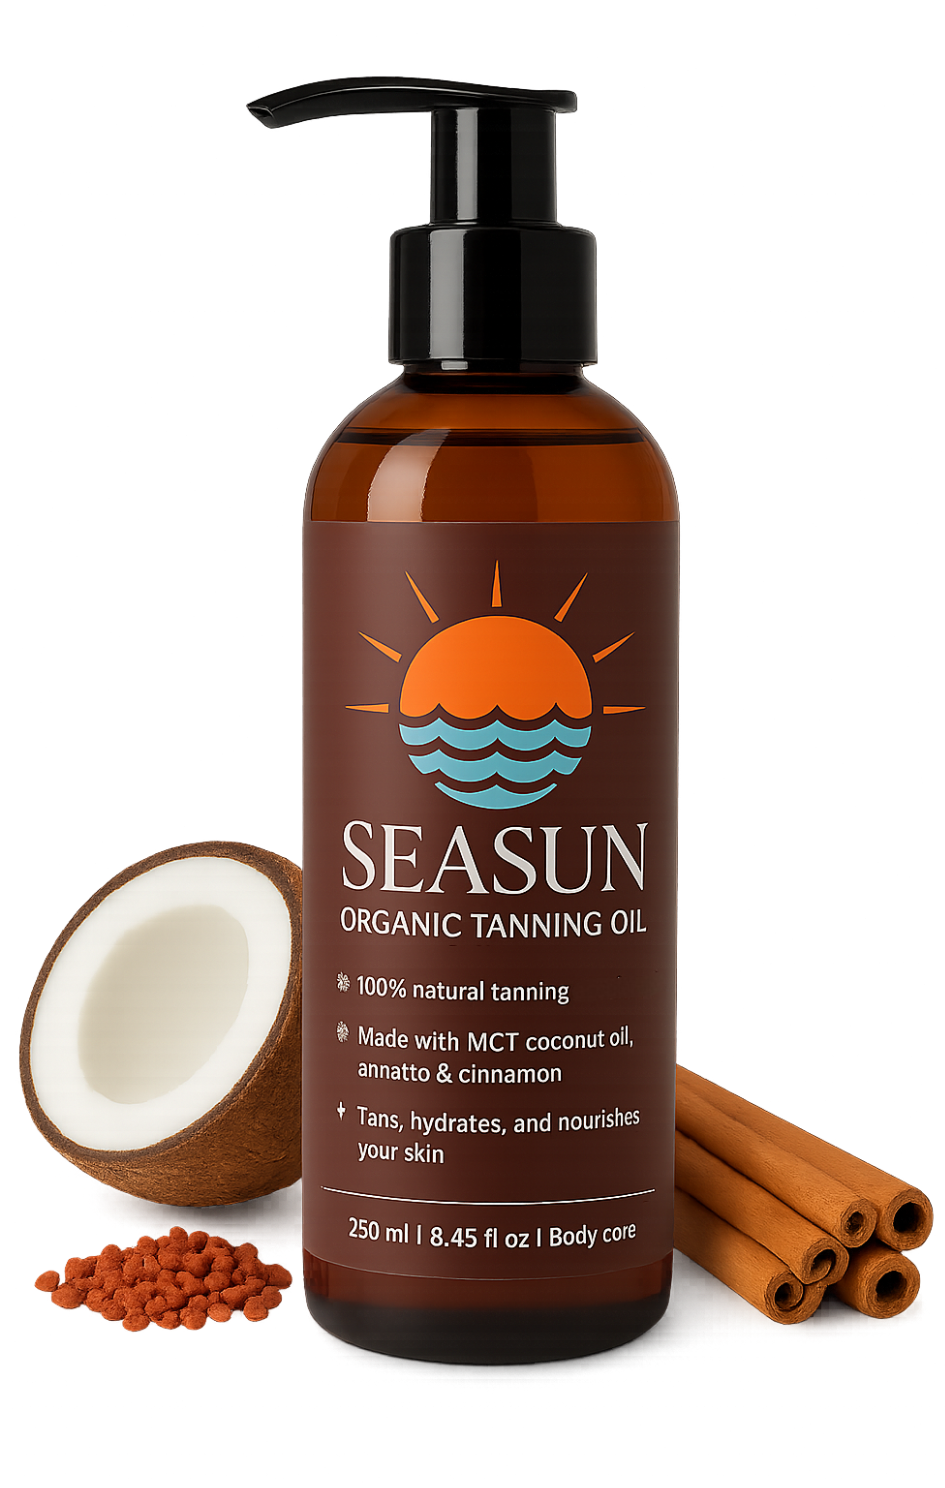 SEASUN
ORGANIC TANNING OIL
100% natural tanning
Made with MCT coconut oil,
annatto & cinnamon
Tans, hydrates, and nourishes
your skin
250 ml | 8.45 fl oz | Body core